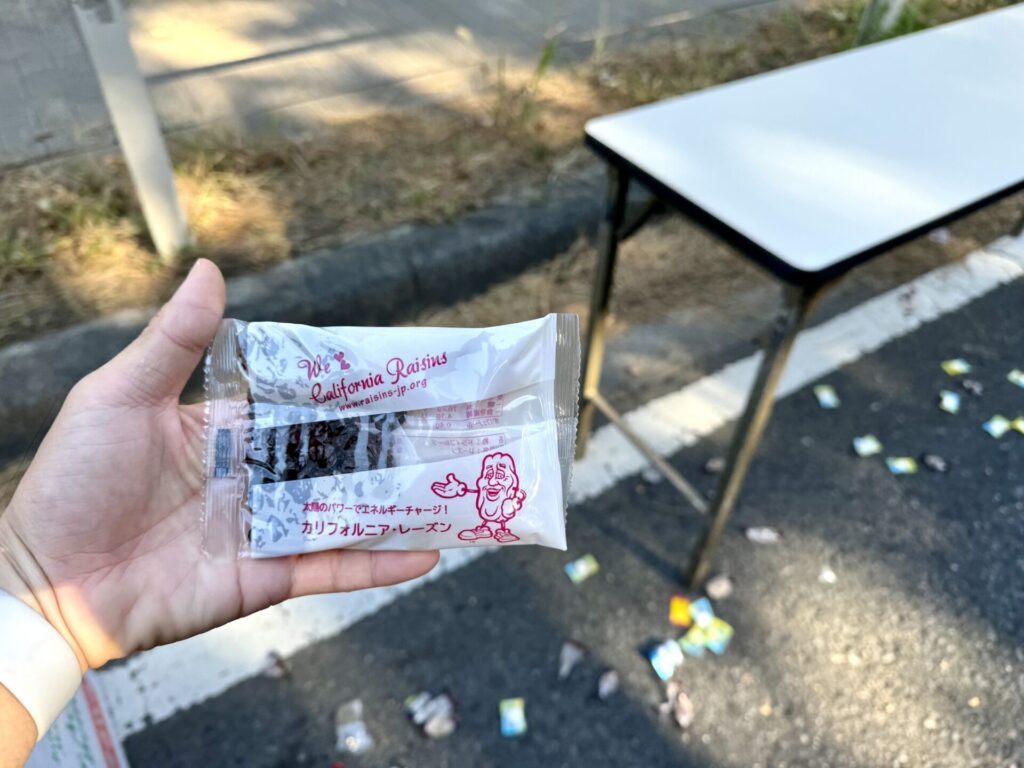 We
California Raisins
www.raisins-jp.org
太陽のパワーでエネルギーチャージ！
カリフォルニア・レーズン